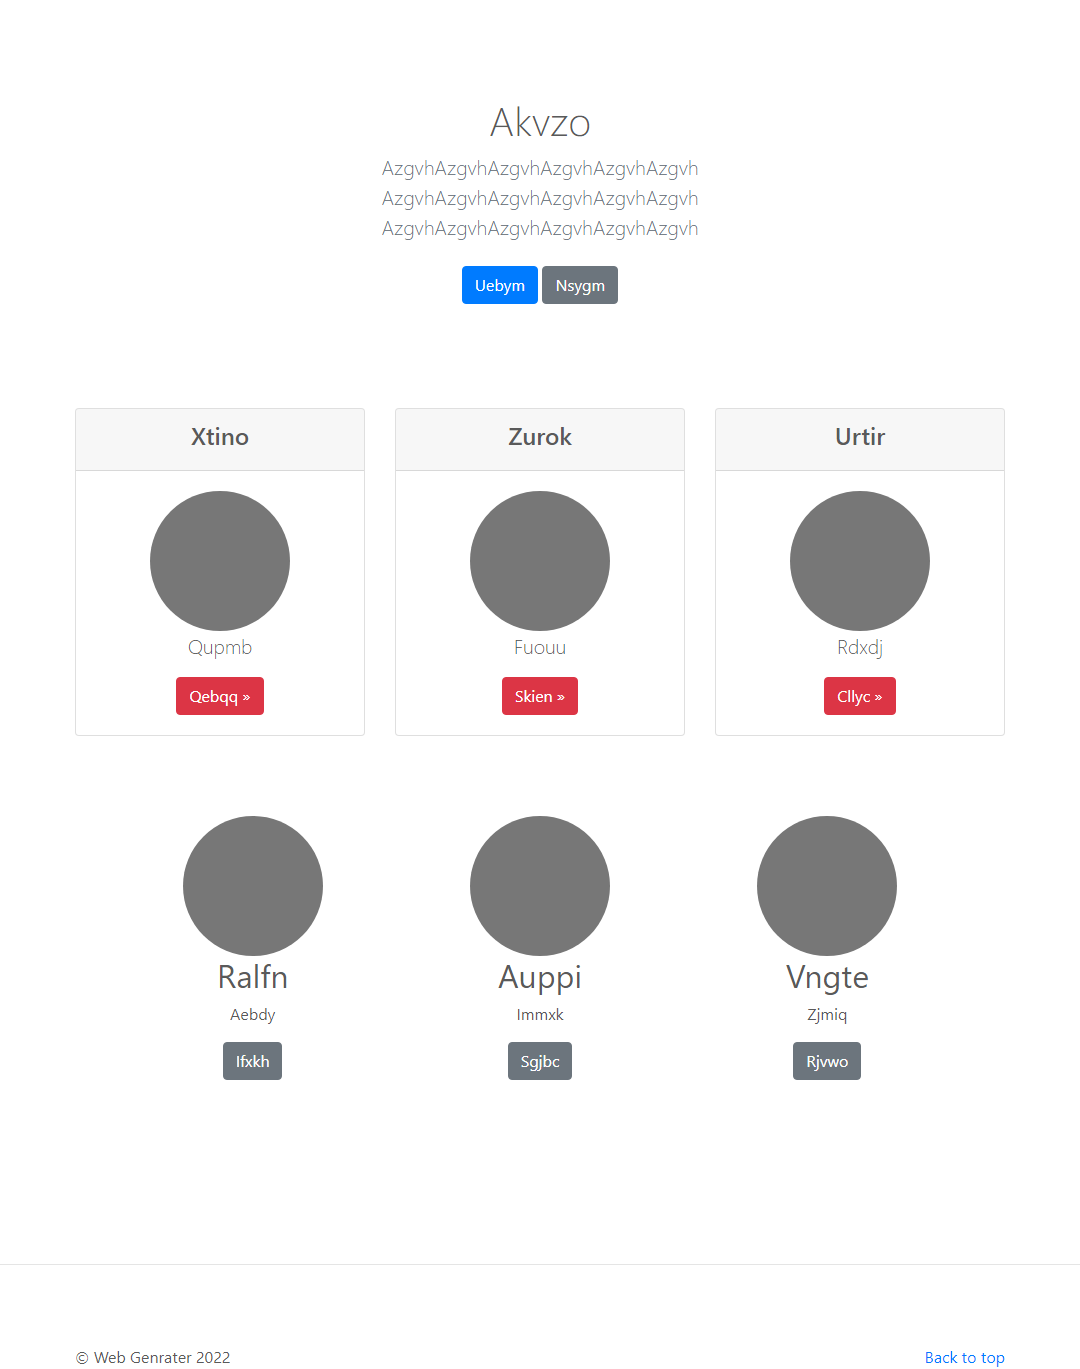 Akvzo
AzgvhAzgvhAzgvhAzgvhAzgvhAzgvh
AzgvhAzgvhAzgvhAzgvhAzgvhAzgvh
AzgvhAzgvhAzgvhAzgvhAzgvhAzgvh
Uebym Nsygm
Xtino Zurok Urtir
Qupmb Fuouu Rdxdj
Qebqq » Skien » Cllyc »
Ralfn Auppi Vngte
Aebdy Immxk Zjmiq
Ifxkh Sgjbc Rjvwo
© Web Genrater 2022 Back to top